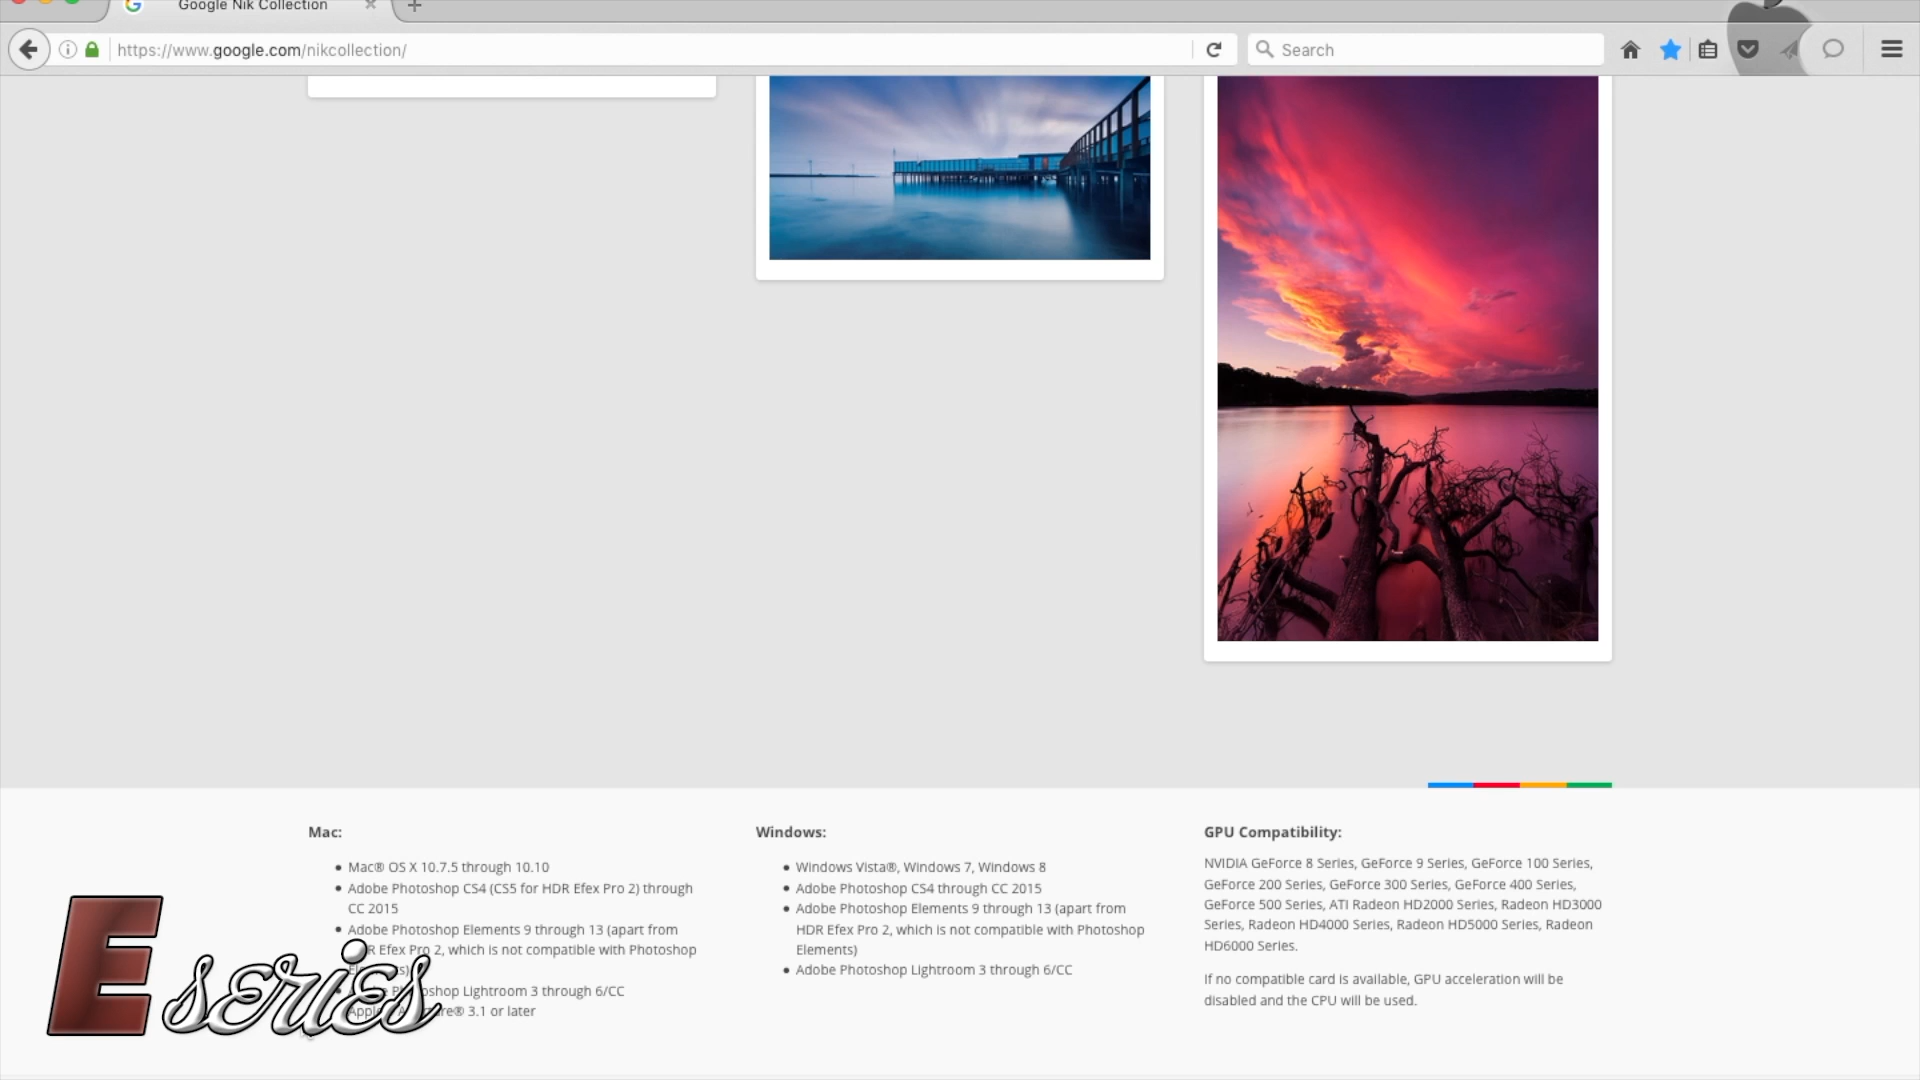 Google Nik Collection
https://www.google.com/nikcollection/
Search
Mac:
Mac® OS X 10.7.5 through 10.10
Adobe Photoshop CS4 (CS5 for HDR Efex Pro 2) through
CC 2015
Adobe Photoshop Elements 9 through 13 (apart from
Efex Pro 2, which is not compatible with Photoshop
Lightroom 3 through 6/CC
3.1 or later
Windows:
Windows Vista®, Windows 7, Windows 8
Adobe Photoshop CS4 through CC 2015
Adobe Photoshop Elements 9 through 13 (apart from
HDR Efex Pro 2, which is not compatible with Photoshop
Elements)
Adobe Photoshop Lightroom 3 through 6/CC
GPU Compatibility:
NVIDIA GeForce 8 Series, GeForce 9 Series, GeForce 100 Series,
GeForce 200 Series, GeForce 300 Series, GeForce 400 Series,
GeForce 500 Series, ATI Radeon HD2000 Series, Radeon HD3000
Series, Radeon HD4000 Series, Radeon HD5000 Series, Radeon
HD6000 Series.
If no compatible card is available, GPU acceleration will be
disabled and the CPU will be used.
E series